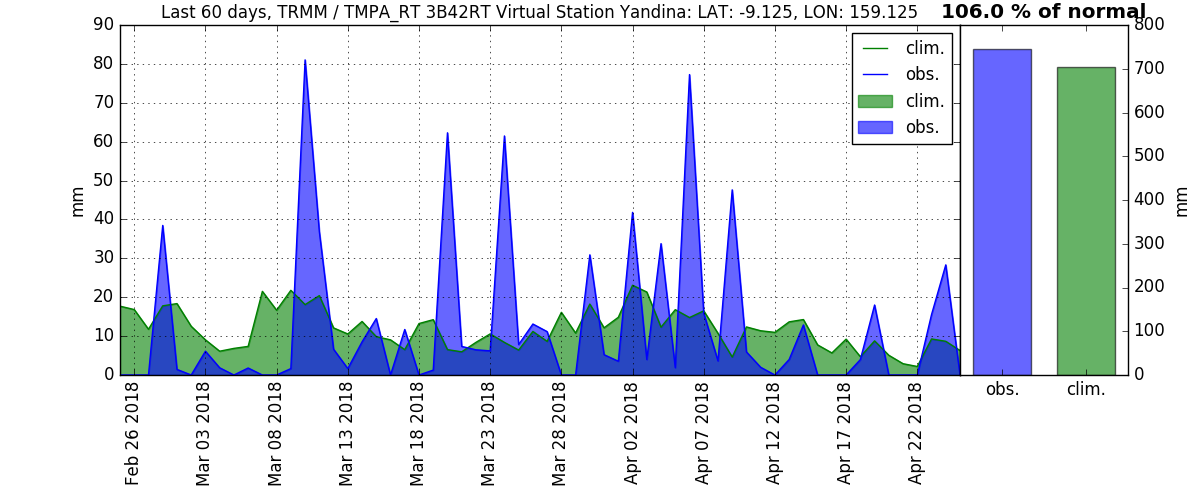 Last 60 days, TRMM / TMPA_RT 3B42RT Virtual Station Yandina: LAT: -9.125, LON: 159.125
106.0 % of normal
90
80
70
60
50
40
30
20
10
0
mm
clim.
obs.
clim.
obs.
800
700
600
500
400
300
200
100
0
mm
obs.
clim.
Feb 26 2018
Mar 03 2018
Mar 08 2018
Mar 13 2018
Mar 18 2018
Mar 23 2018
Mar 28 2018
Apr 02 2018
Apr 07 2018
Apr 12 2018
Apr 17 2018
Apr 22 2018